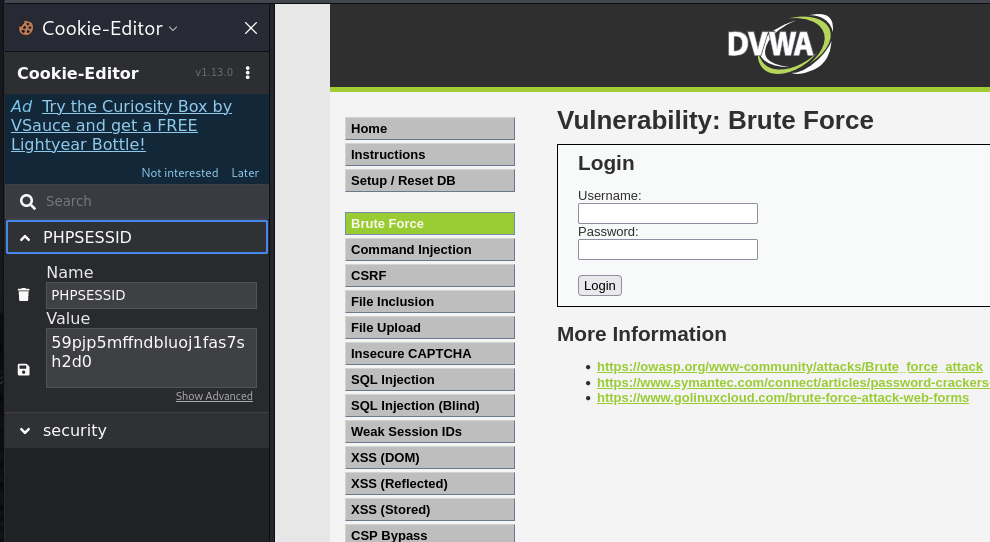 Cookie-Editor
Cookie-Editor v1.13.0
Ad Try the Curiosity Box by
VSauce and get a FREE
Lightyear Bottle!
Not interested Later
Search
PHPSESSID
Name
PHPSESSID
Value
59pjp5mffndbluoj1fas7s
h2d0
Show Advanced
security
DVWA
Home
Instructions
Setup / Reset DB
Brute Force
Command Injection
CSRF
File Inclusion
File Upload
Insecure CAPTCHA
SQL Injection
SQL Injection (Blind)
Weak Session IDs
XSS (DOM)
XSS (Reflected)
XSS (Stored)
CSP Bypass
Vulnerability: Brute Force
Login
Username:
Password:
Login
More Information
https://owasp.org/www-community/attacks/Brute_force_attack
https://www.symantec.com/connect/articles/password-crackers
https://www.golinuxcloud.com/brute-force-attack-web-forms